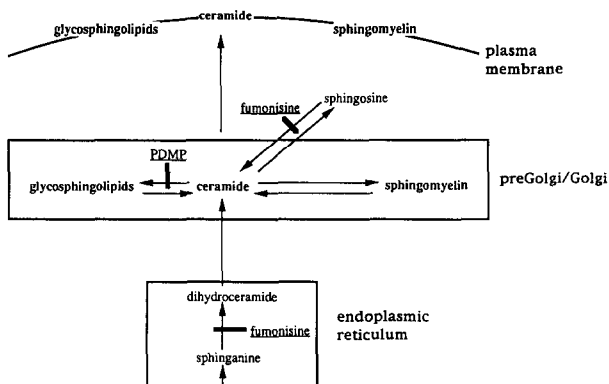 ceramide
glycosphingolipids
sphingomyelin
plasma
membrane
fumonisine
sphingosine
PDMP
glycosphingolipids
ceramide
sphingomyelin
preGolgi/Golgi
dihydroceramide
endoplasmic
reticulum
fumonisine
sphinganine